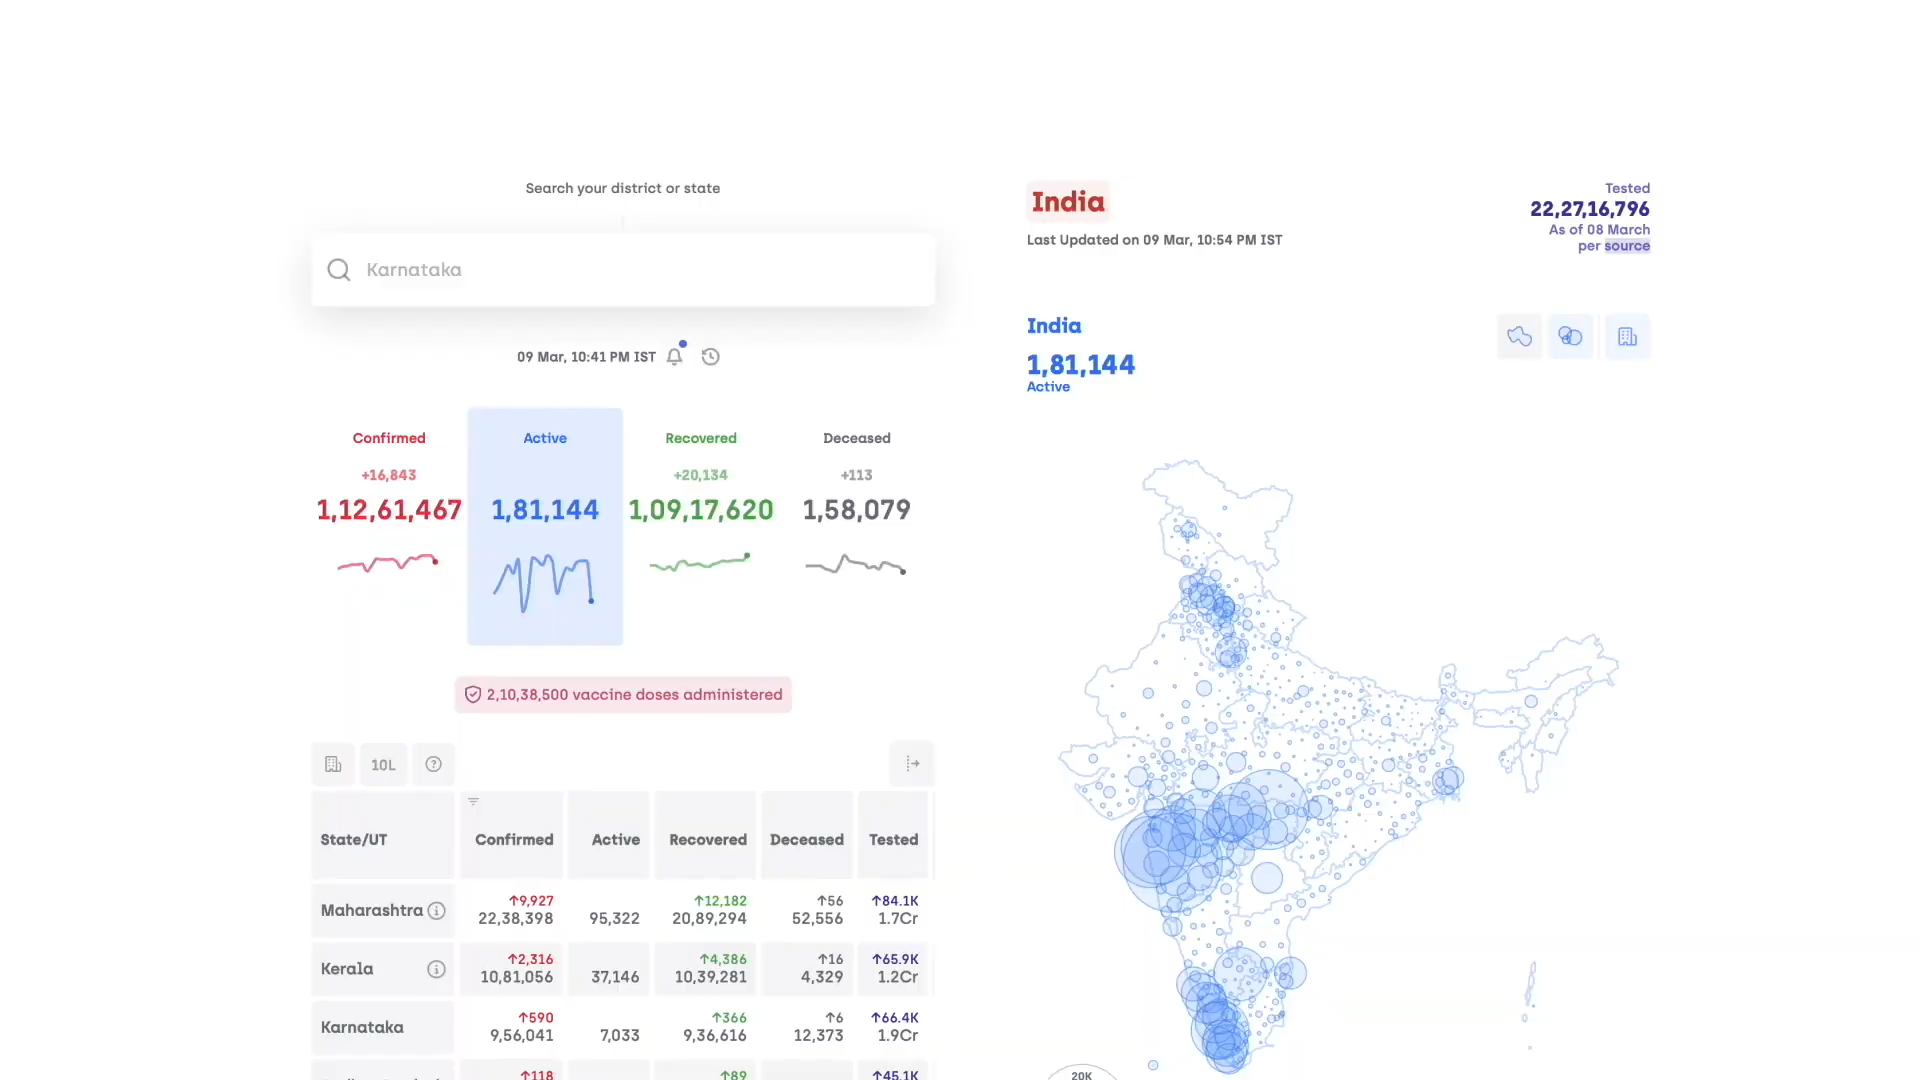 Search your district or state
Karnataka
09 Mar, 10:41 PM IST
Confirmed
+16,843
1,12,61,467
Active
1,81,144
Recovered
+20,134
1,09,17,620
Deceased
+113
1,58,079
2,10,38,500 vaccine doses administered
10L
State/UT Confirmed Active Recovered Deceased Tested
↑9,927 ↑12,182 ↑56 ↑84.1K
Maharashtra 22,38,398 95,322 20,89,294 52,556 1.7Cr
↑2,316 ↑4,386 ↑16 ↑65.9K
Kerala 10,81,056 37,146 10,39,281 4,329 1.2Cr
↑590 ↑366 ↑6 ↑66.4K
Karnataka 9,56,041 7,033 9,36,616 12,373 1.9Cr
↑118 ↑89 ↑45.1K
India
Last Updated on 09 Mar, 10:54 PM IST
Tested
22,27,16,796
As of 08 March
per source
India
1,81,144
Active
20K